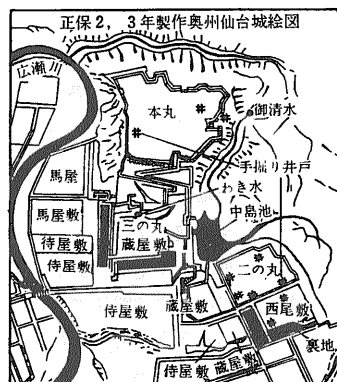 正保2,3年製作奥州仙台城絵図
広瀬川
本丸
御清水
手掘り井戸
わき水
馬屋
中島池
馬屋敷
三の丸
蔵屋敷
侍屋敷
侍屋敷
二の丸
侍屋敷
蔵屋敷
西屋敷
裏地
侍屋敷
蔵屋敷